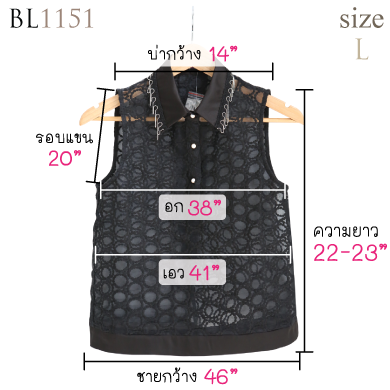 BL1151
size
L
บ่ากว้าง 14”
รอบแขน
20”
อก 38”
ความยาว
22-23”
เอว 41”
ชายกว้าง 46”